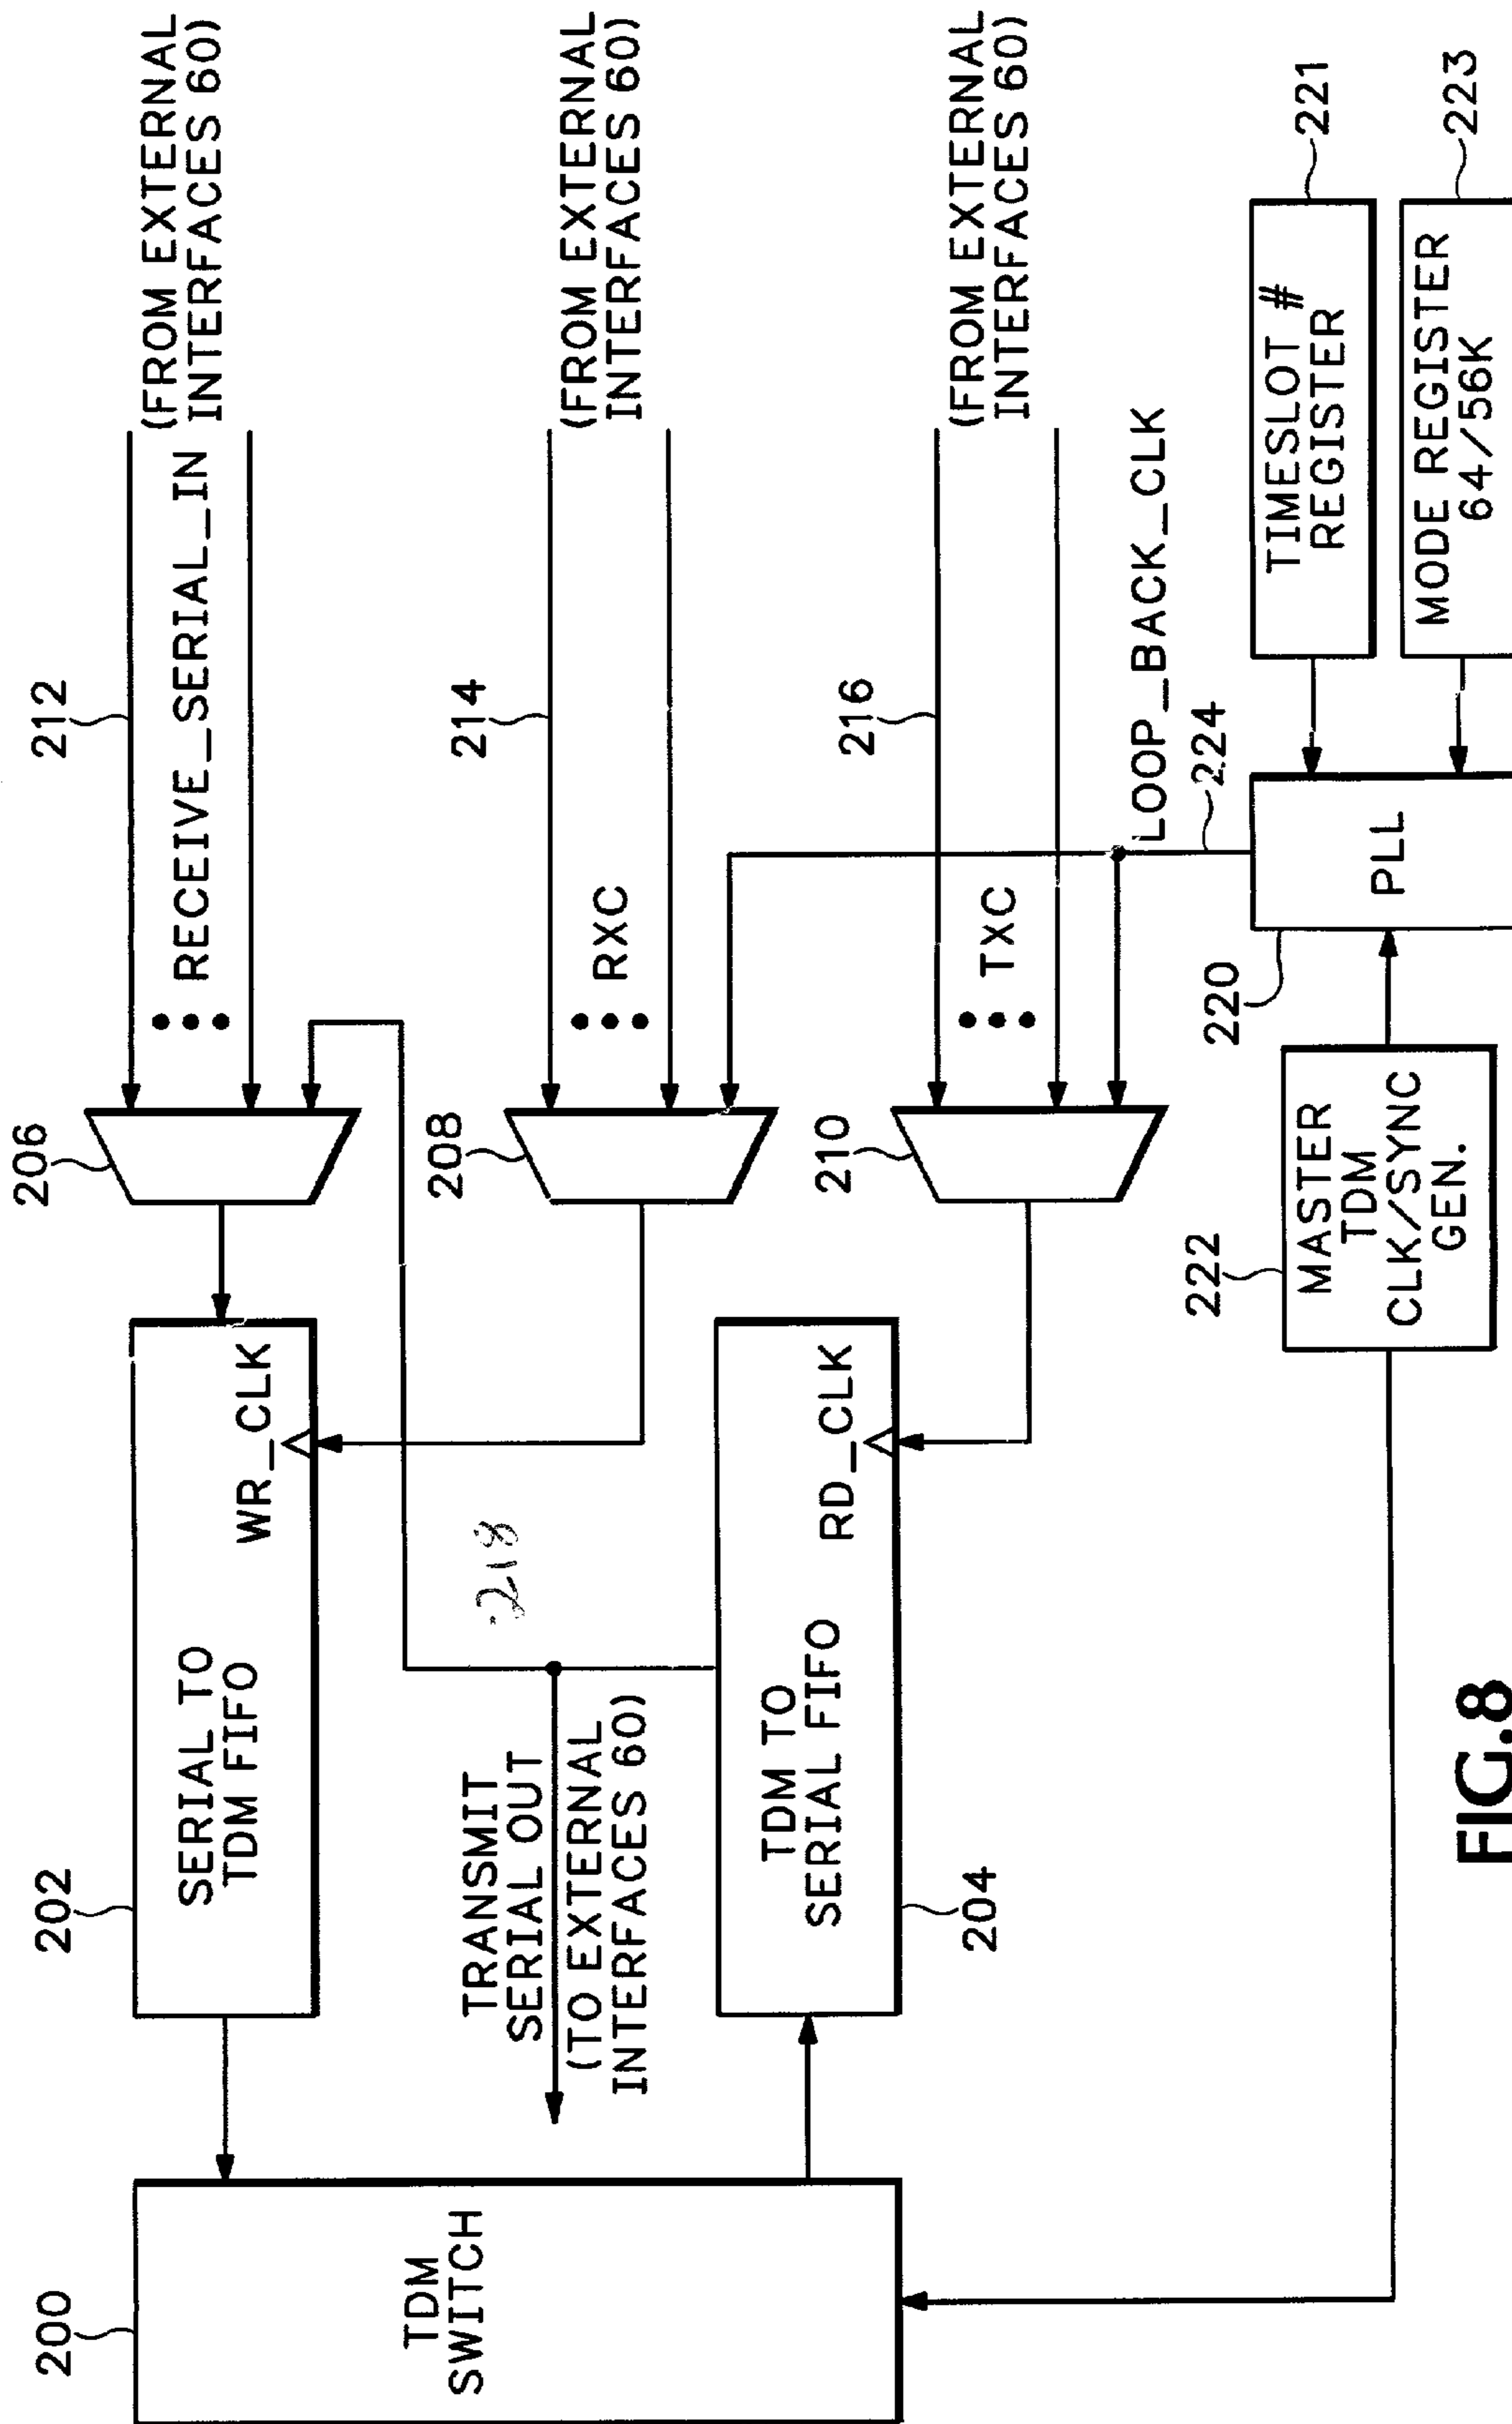 200
TDM
SWITCH
202
SERIAL TO
TDM FIFO
WR_CLK
206
212
RECEIVE_SERIAL_IN
(FROM EXTERNAL
INTERFACES 60)
TRANSMIT
SERIAL OUT
(TO EXTERNAL
INTERFACES 60)
218
208
214
RXC
(FROM EXTERNAL
INTERFACES 60)
TDM TO
SERIAL FIFO
RD_CLK
204
210
216
TXC
(FROM EXTERNAL
INTERFACES 60)
LOOP_BACK_CLK
224
222
MASTER
TDM
CLK/SYNC
GEN.
220
PLL
TIMESLOT #
REGISTER
221
MODE REGISTER
64/56K
223
FIG.8